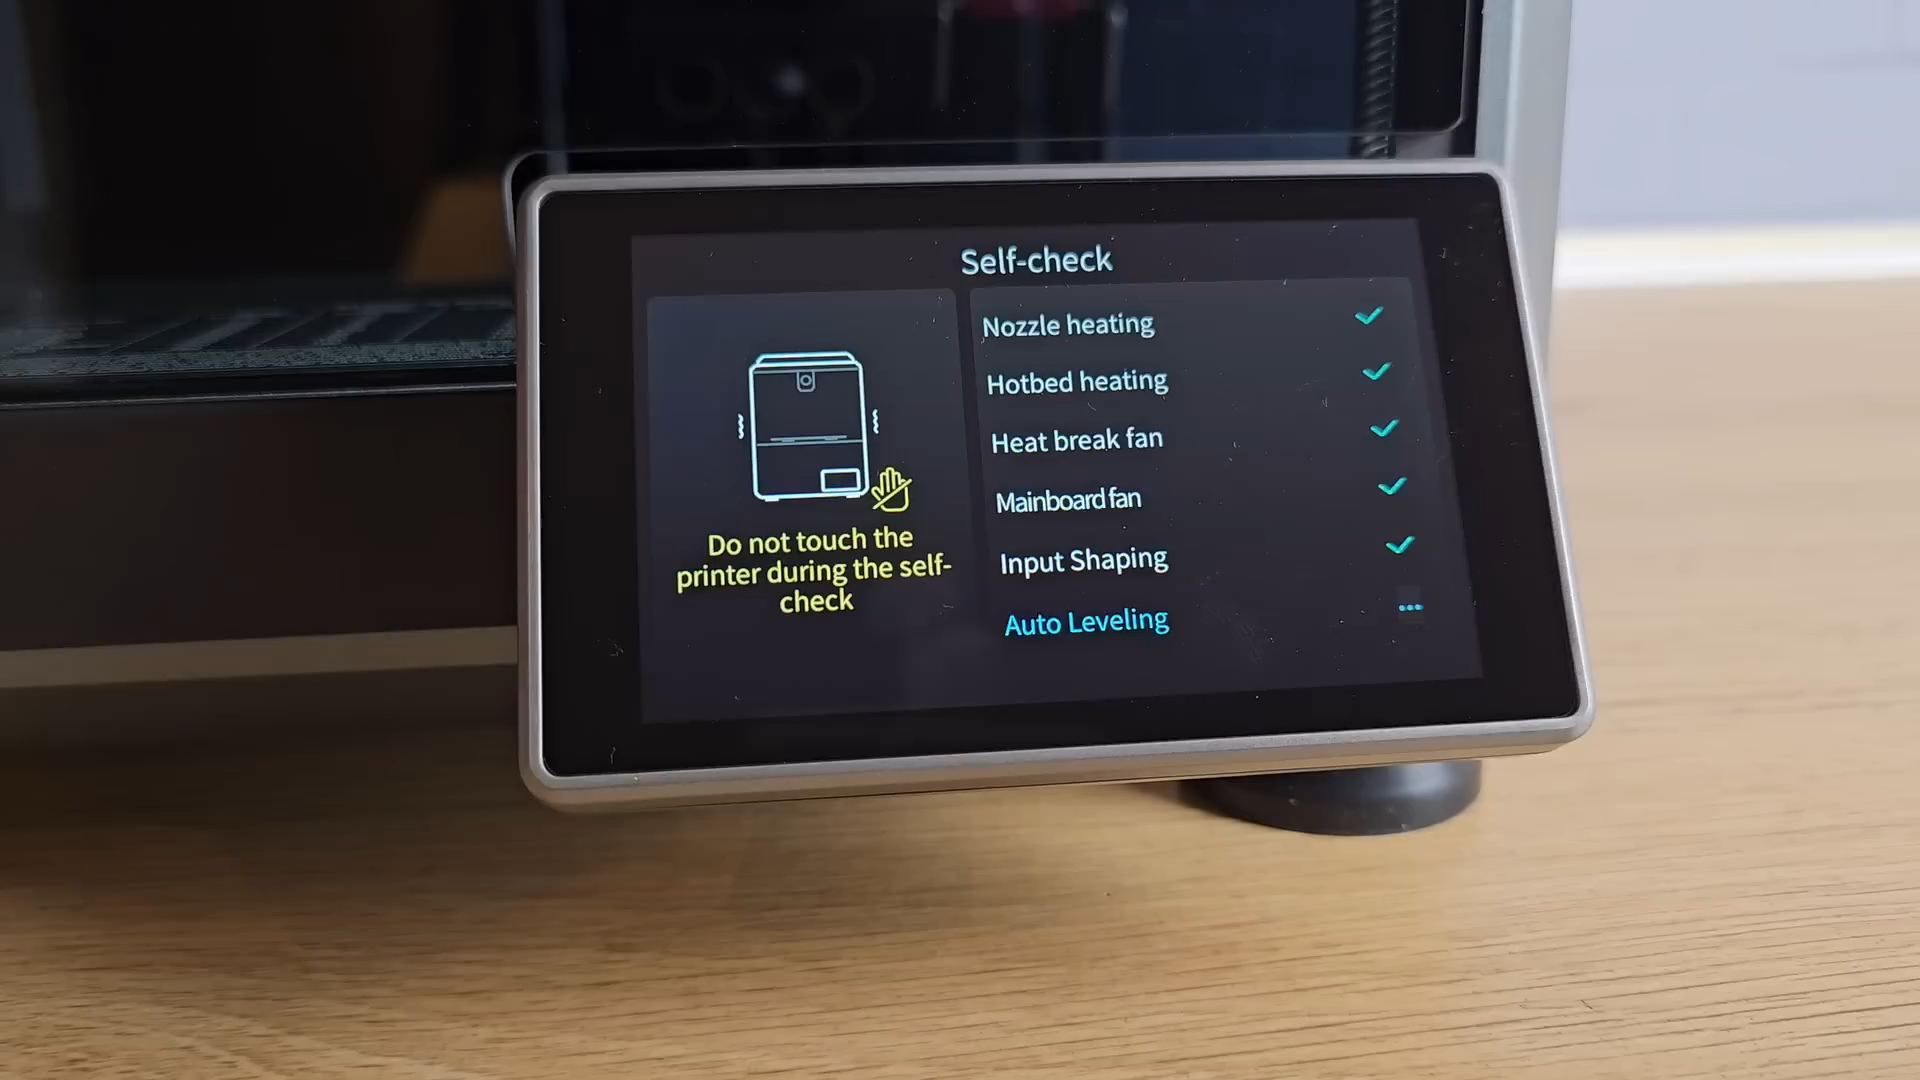 Self-check
Do not touch the
printer during the self-
check
Nozzle heating
Hotbed heating
Heat break fan
Mainboard fan
Input Shaping
Auto Leveling